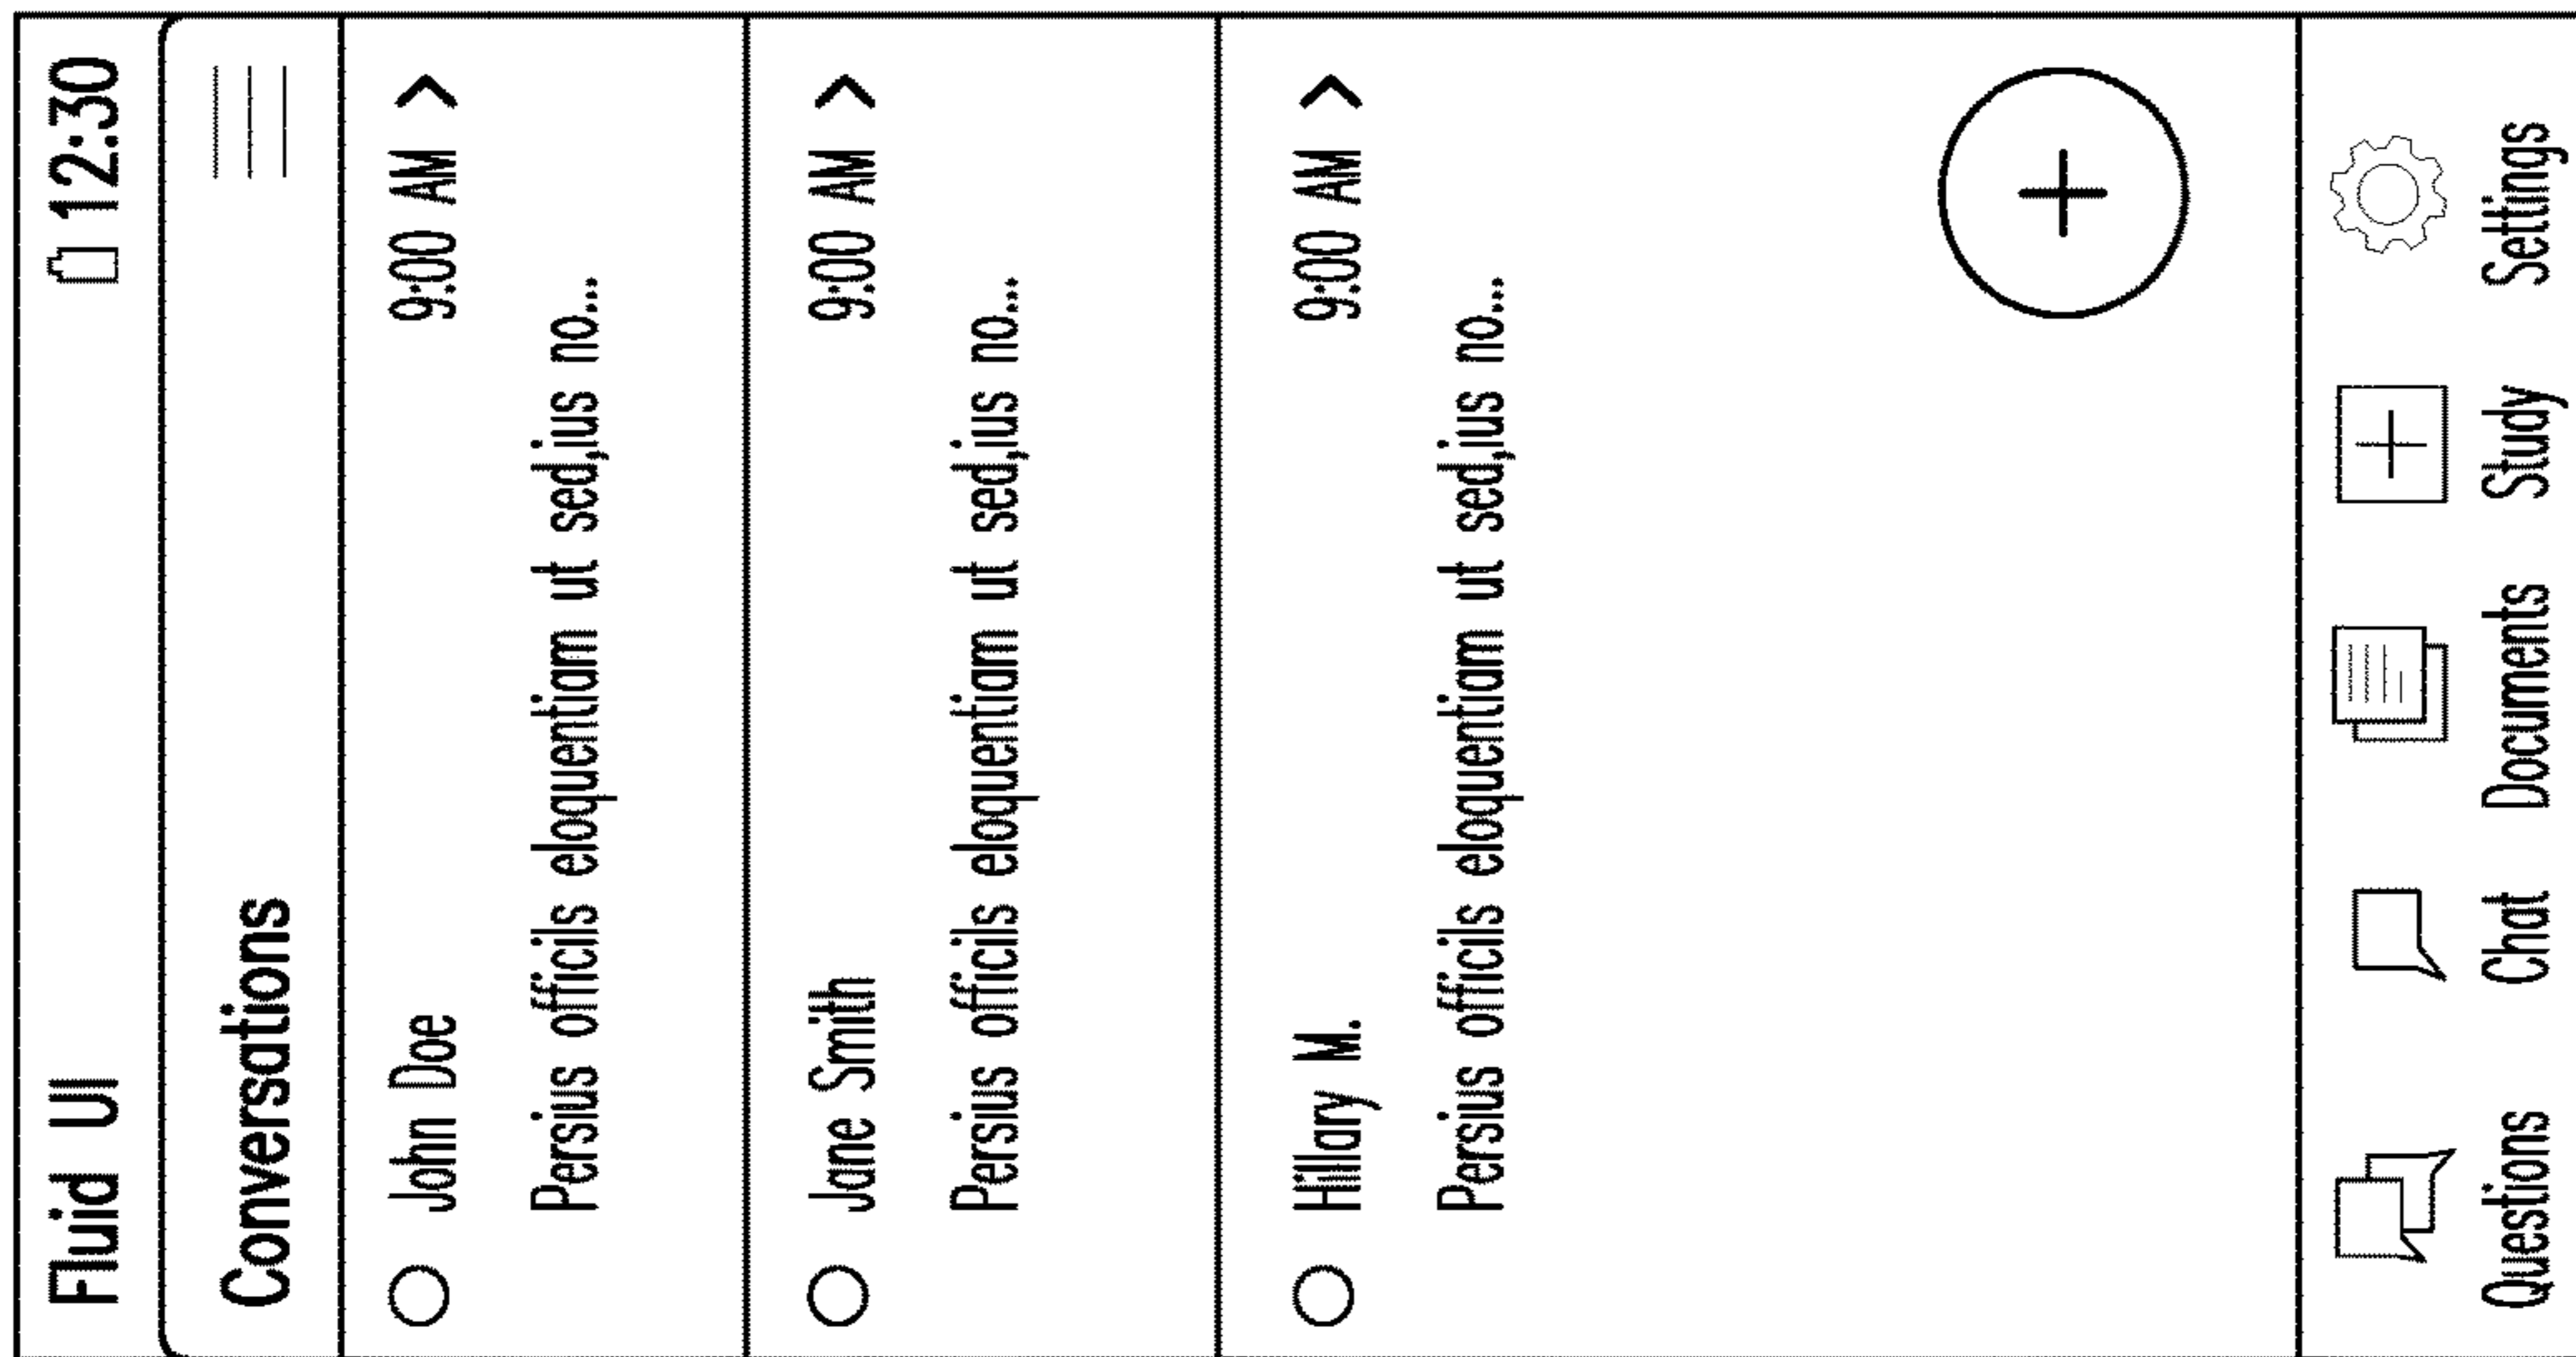 Fluid UI 12:30
Conversations
John Doe 9:00 AM >
Persius officils eloquentiam ut sed,ius no...
Jane Smith 9:00 AM >
Persius officils eloquentiam ut sed,ius no...
Hillary M. 9:00 AM >
Persius officils eloquentiam ut sed,ius no...
Questions Chat Documents Study Settings